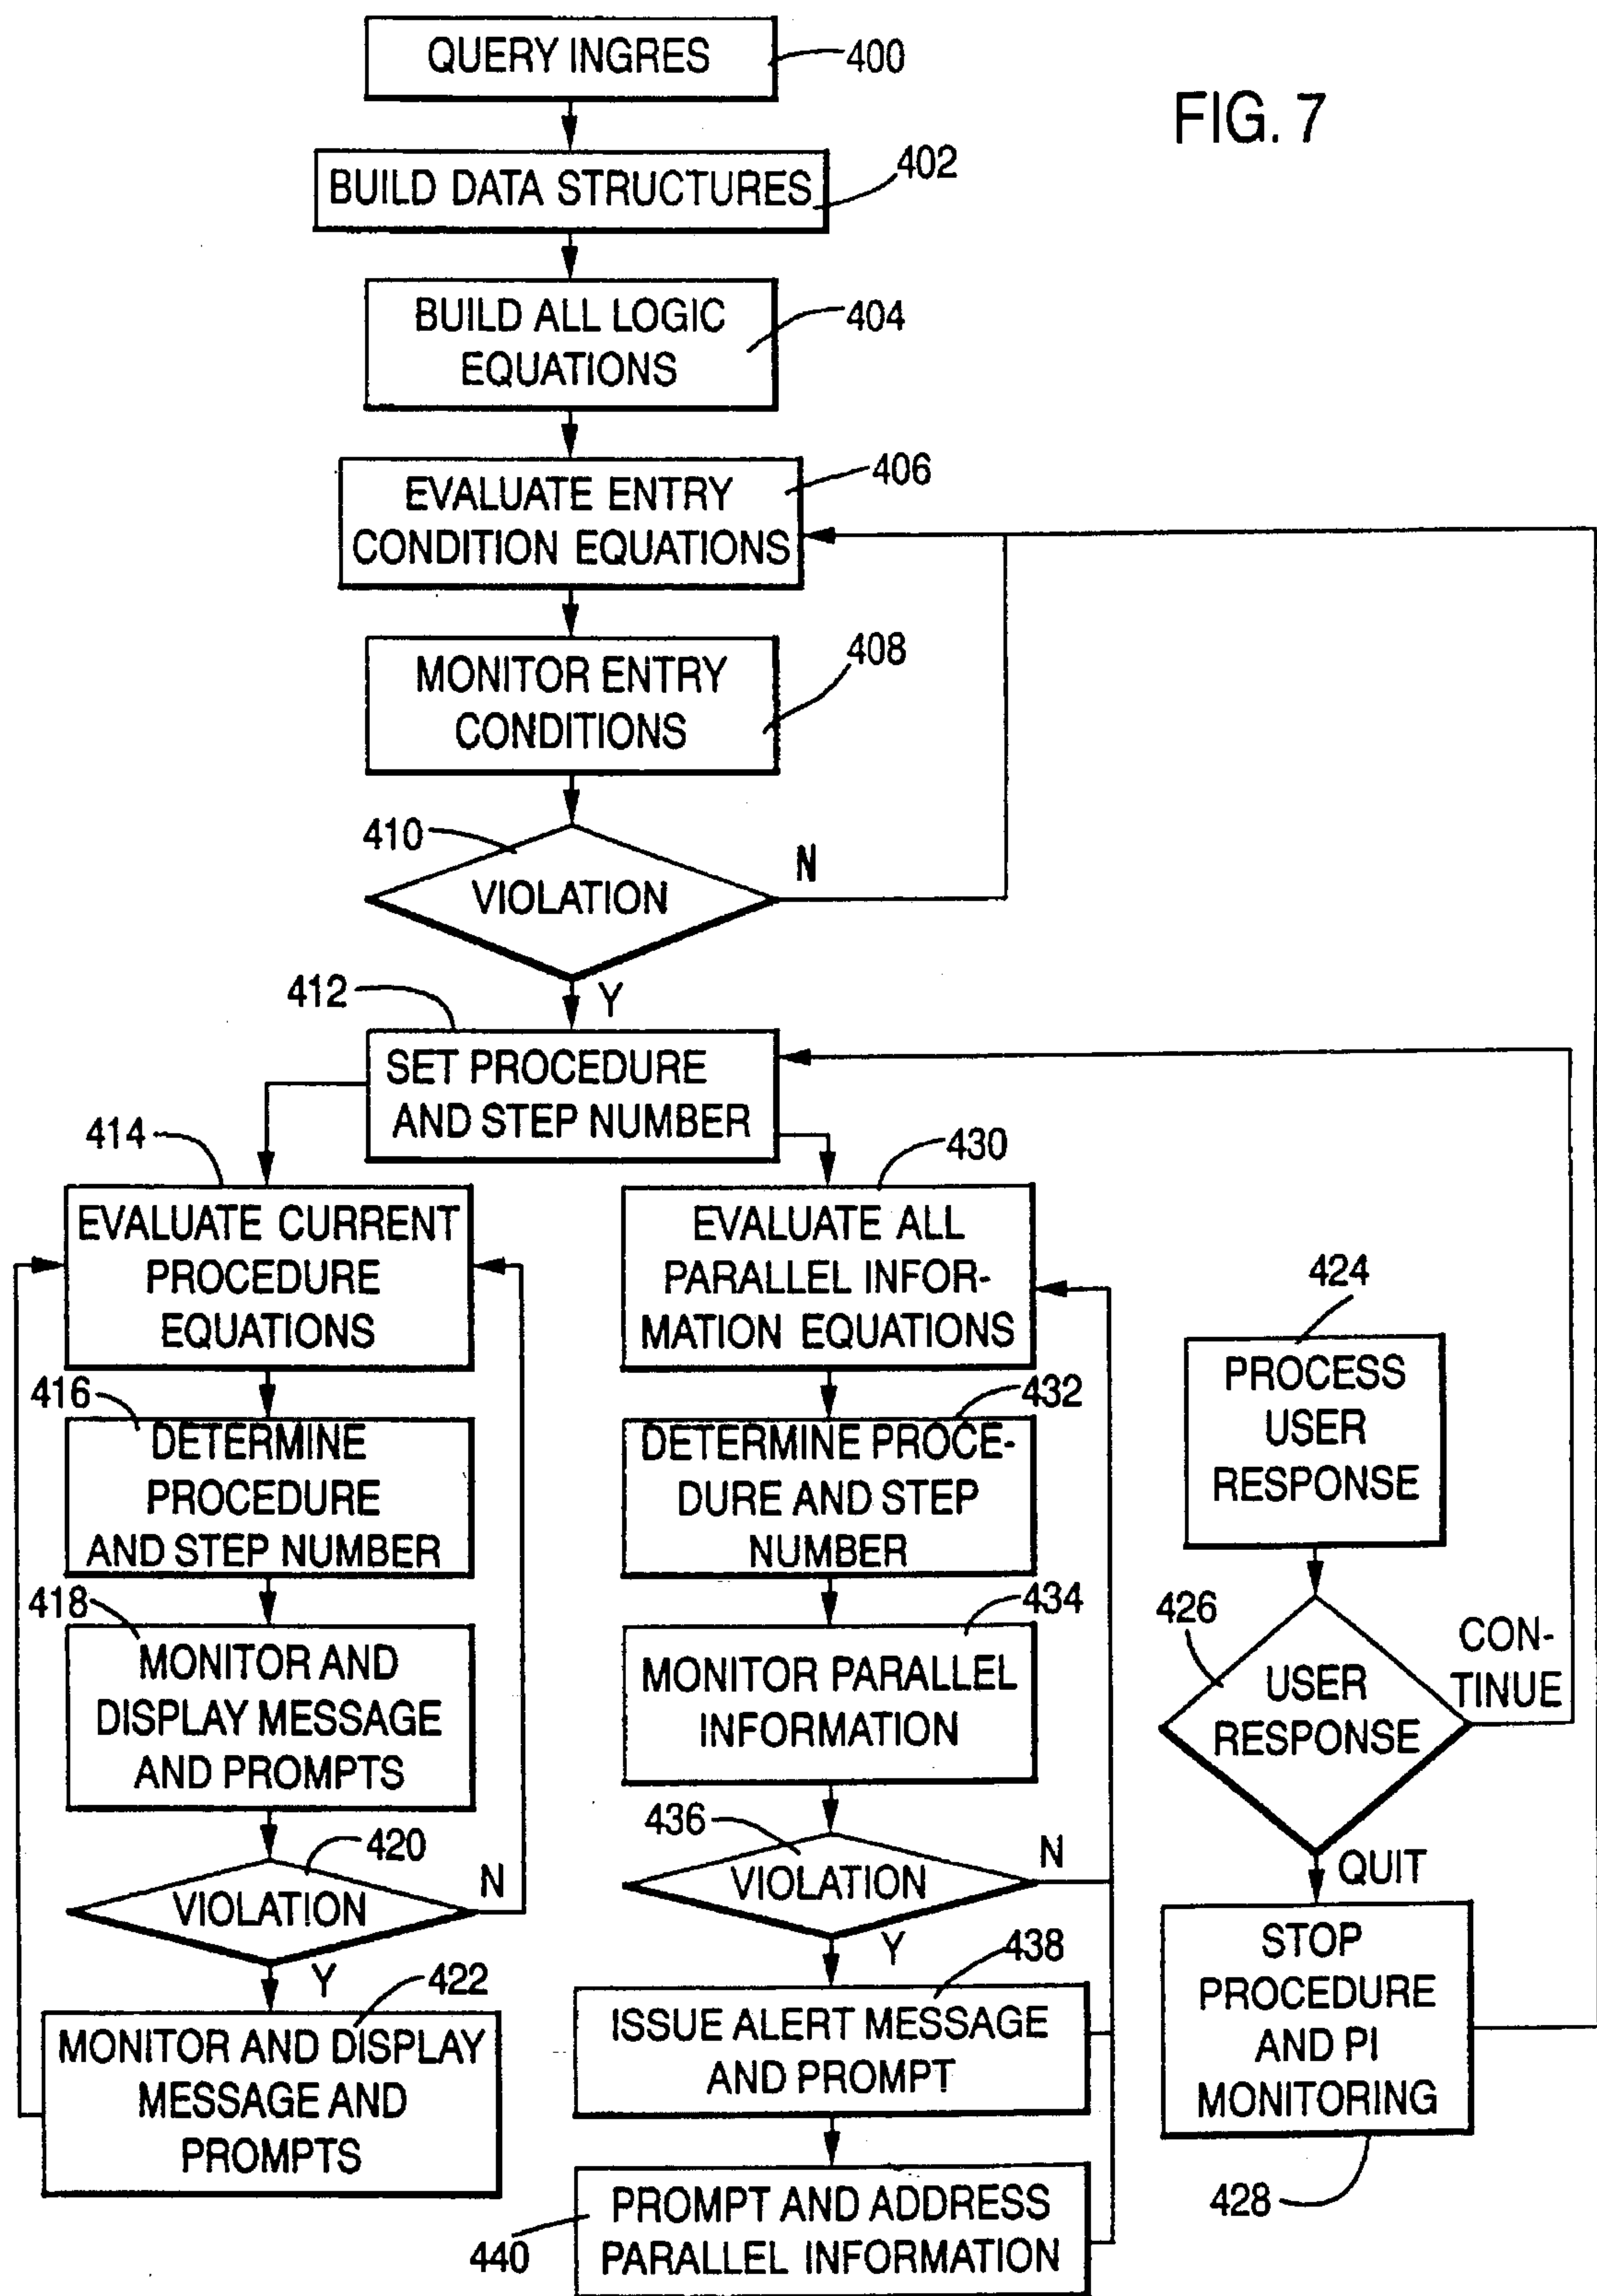 QUERY INGRES
400
FIG. 7
BUILD DATA STRUCTURES
402
BUILD ALL LOGIC
EQUATIONS
404
EVALUATE ENTRY
CONDITION EQUATIONS
406
MONITOR ENTRY
CONDITIONS
408
410
VIOLATION
N
Y
412
SET PROCEDURE
AND STEP NUMBER
414
EVALUATE CURRENT
PROCEDURE
EQUATIONS
416
DETERMINE
PROCEDURE
AND STEP NUMBER
418
MONITOR AND
DISPLAY MESSAGE
AND PROMPTS
420
VIOLATION
N
Y
422
MONITOR AND DISPLAY
MESSAGE AND
PROMPTS
430
EVALUATE ALL
PARALLEL INFOR-
MATION EQUATIONS
432
DETERMINE PROCE-
DURE AND STEP
NUMBER
434
MONITOR PARALLEL
INFORMATION
436
VIOLATION
N
Y
438
ISSUE ALERT MESSAGE
AND PROMPT
440
PROMPT AND ADDRESS
PARALLEL INFORMATION
424
PROCESS
USER
RESPONSE
426
USER
RESPONSE
CON-
TINUE
QUIT
STOP
PROCEDURE
AND PI
MONITORING
428